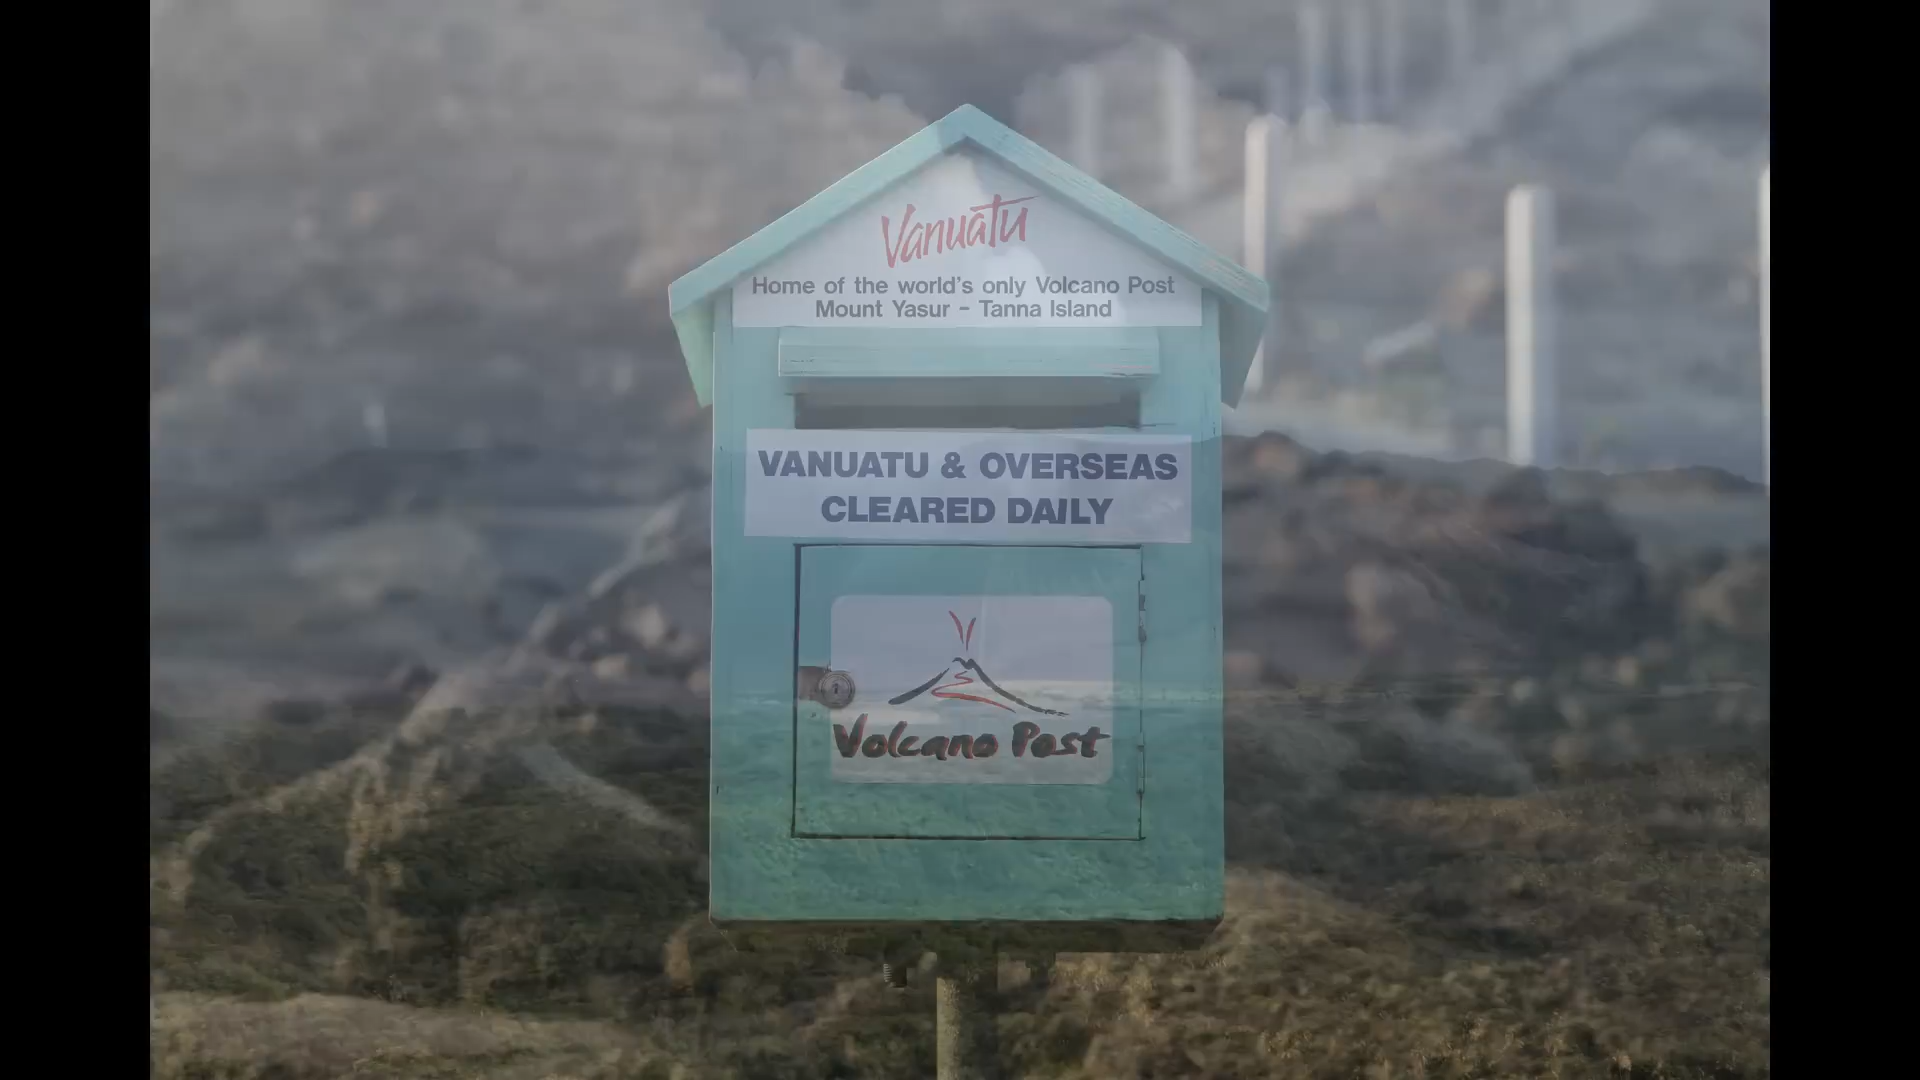 Vanuatu
Home of the world's only Volcano Post
Mount Yasur - Tanna Island
VANUATU & OVERSEAS
CLEARED DAILY
Volcano Post